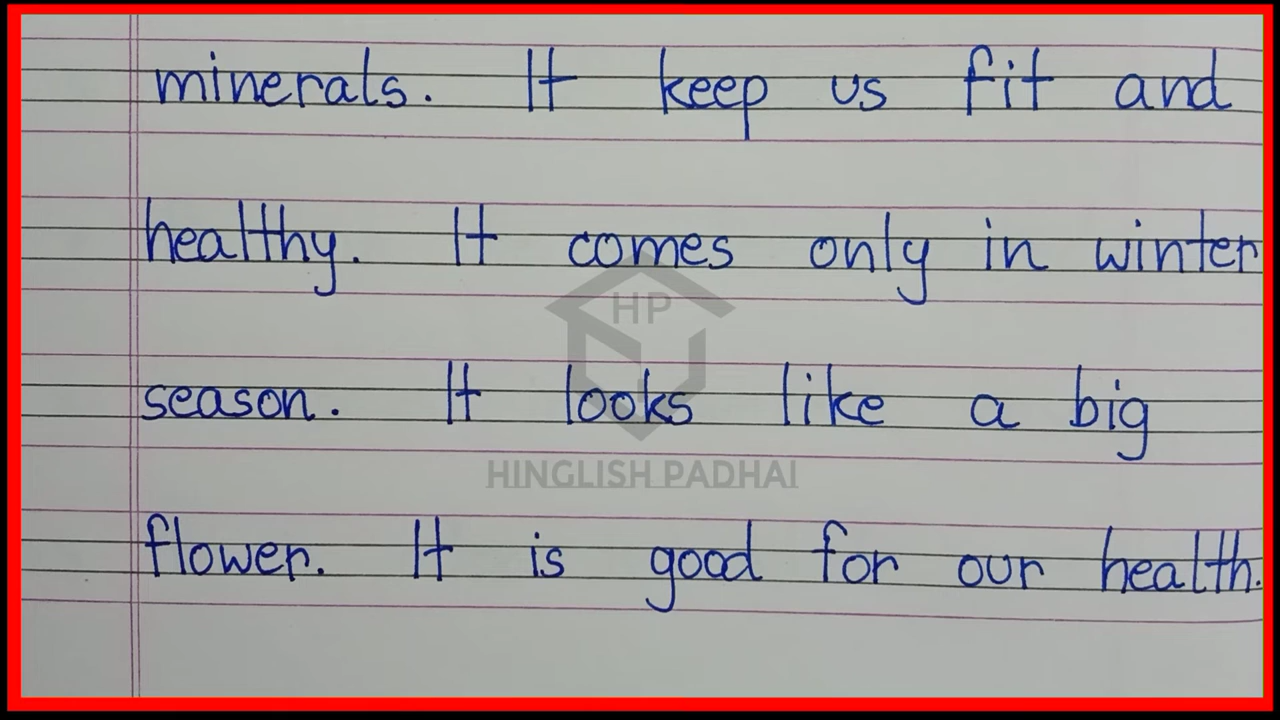 minerals. It keep us fit and
healthy. It comes only in winter
HP
season. It looks like a big
HINGLISH PADHAI
flower. It is good for our health.